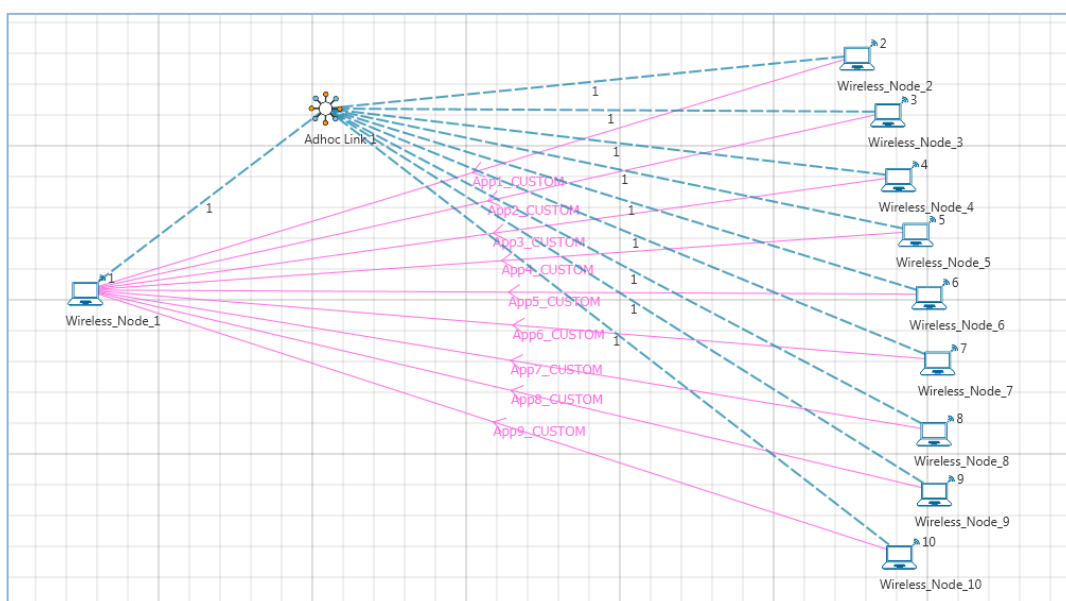 2
Wireless_Node_2
1
3
Wireless_Node_3
1
Adhoc Link 1
1
4
Wireless_Node_4
1
App1_CUSTOM
1
App2_CUSTOM
1
5
Wireless_Node_5
App3_CUSTOM
1
App4_CUSTOM
1
1
6
Wireless_Node_6
App5_CUSTOM
1
Wireless_Node_1
App6_CUSTOM
1
7
Wireless_Node_7
App7_CUSTOM
App8_CUSTOM
8
Wireless_Node_8
App9_CUSTOM
9
Wireless_Node_9
10
Wireless_Node_10